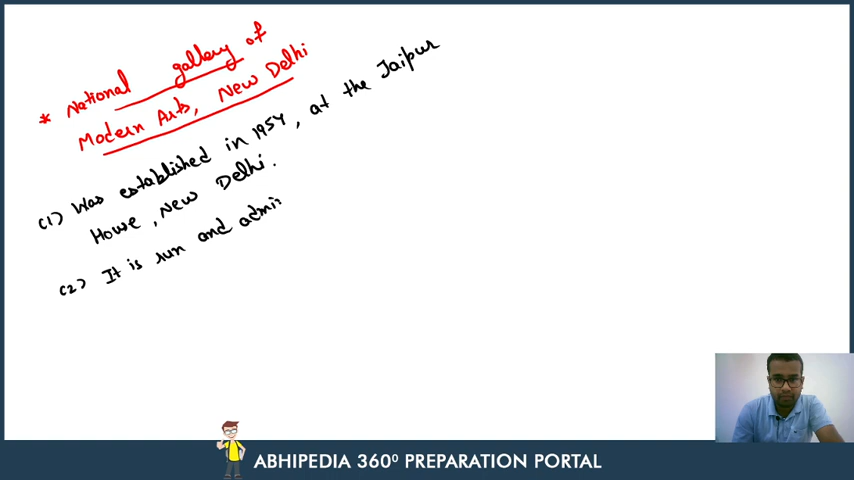 * National gallery of
Modern Arts, New Delhi
(1) Was established in 1954, at the Jaipur
House, New Delhi.
(2) It is run and admi
ABHIPEDIA 360⁰ PREPARATION PORTAL